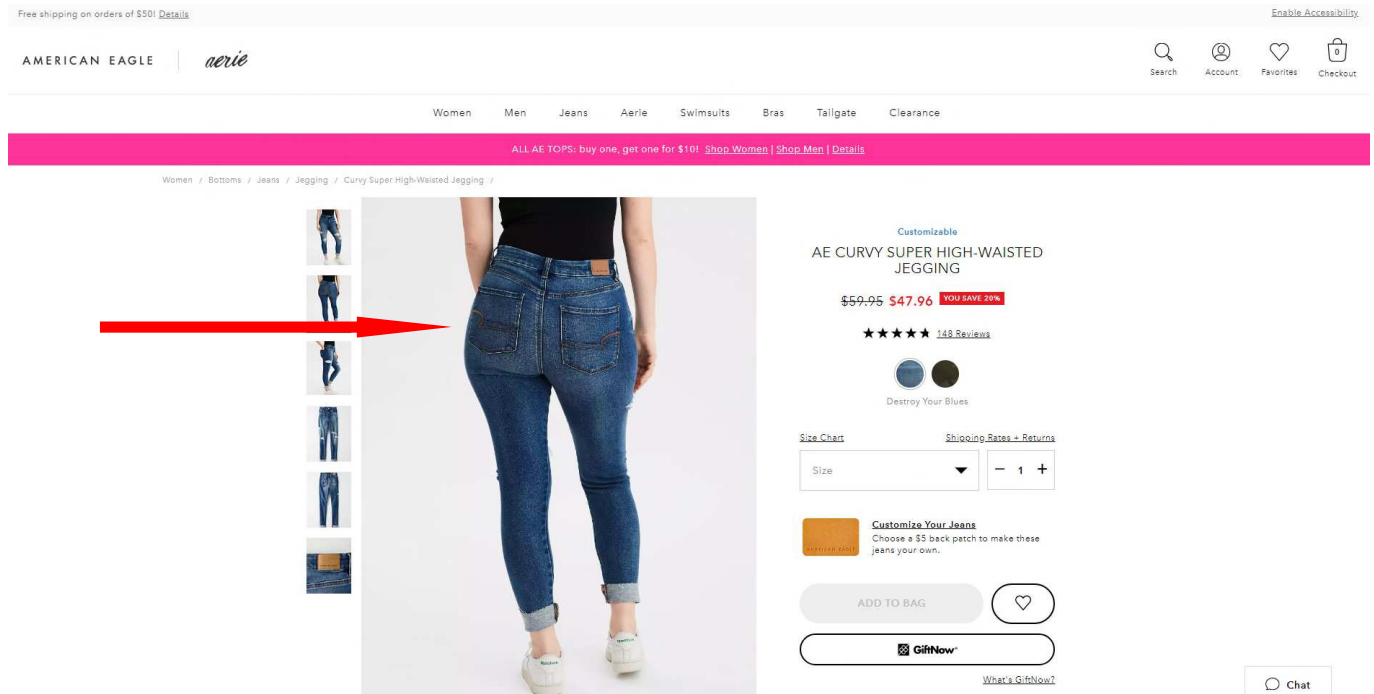 Free shipping on orders of $50! Details
Enable Accessibility
AMERICAN EAGLE
aerie
Search
Account
Favorites
0
Checkout
Women Men Jeans Aerie Swimsuits Bras Tailgate Clearance
ALL AE TOPS: buy one, get one for $10! Shop Women | Shop Men | Details
Women / Bottoms / Jeans / Jegging / Curvy Super High-Waisted Jegging /
Customizable
AE CURVY SUPER HIGH-WAISTED
JEGGING
$59.95 $47.96 YOU SAVE 20%
148 Reviews
Destroy Your Blues
Size Chart
Shipping Rates + Returns
Size
− 1 +
Customize Your Jeans
Choose a $5 back patch to make these
jeans your own.
AMERICAN EAGLE
ADD TO BAG
GiftNow
What's GiftNow?
Chat